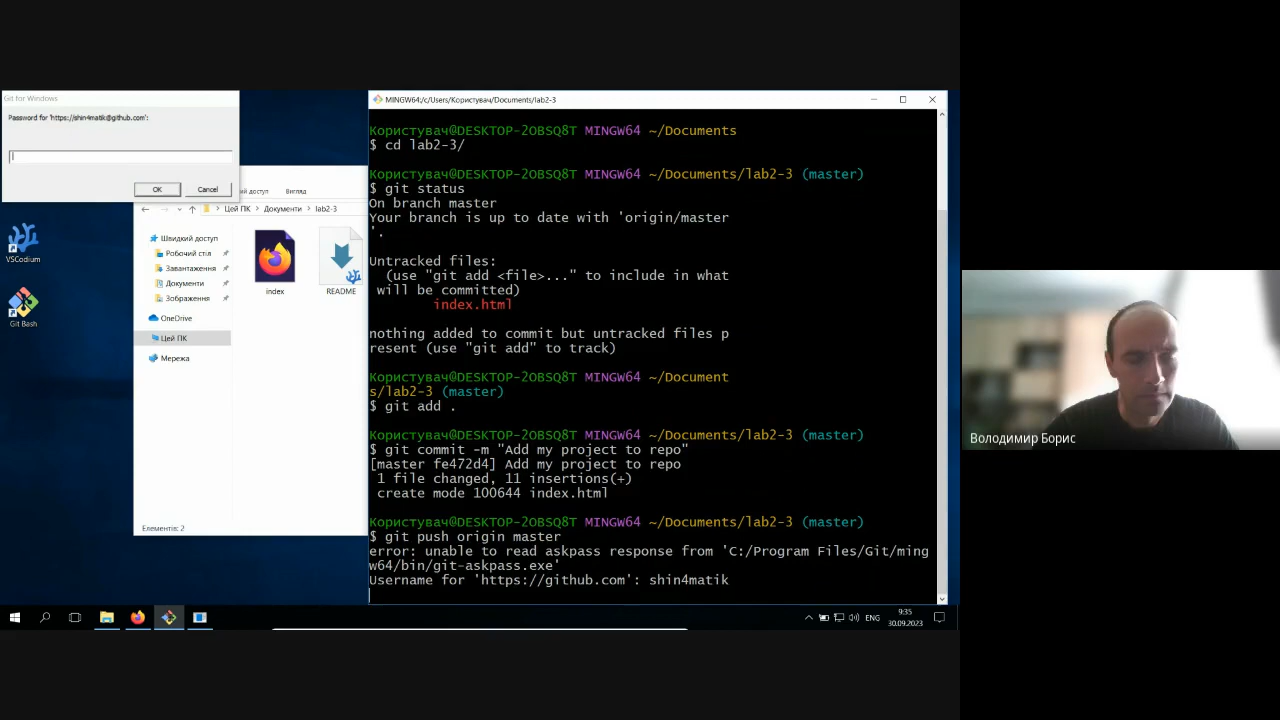 Git for Windows
Password for 'https://shin4matik@github.com':
OK
Cancel
VSCodium
Git Bash
ий доступ
Вигляд
Цей ПК
Документи
lab2-3
Швидкий доступ
Робочий стіл
Завантаження
Документи
Зображення
OneDrive
Цей ПК
Мережа
index
README
Елементів: 2
MINGW64:/c/Users/Користувач/Documents/lab2-3
Користувач@DESKTOP-2OBSQ8T MINGW64 ~/Documents
$ cd lab2-3/
Користувач@DESKTOP-2OBSQ8T MINGW64 ~/Documents/lab2-3 (master)
$ git status
On branch master
Your branch is up to date with 'origin/master
'.
Untracked files:
(use "git add <file>..." to include in what
will be committed)
index.html
nothing added to commit but untracked files p
resent (use "git add" to track)
Користувач@DESKTOP-2OBSQ8T MINGW64 ~/Document
s/lab2-3 (master)
$ git add .
Користувач@DESKTOP-2OBSQ8T MINGW64 ~/Documents/lab2-3 (master)
$ git commit -m "Add my project to repo"
[master fe472d4] Add my project to repo
1 file changed, 11 insertions(+)
create mode 100644 index.html
Користувач@DESKTOP-2OBSQ8T MINGW64 ~/Documents/lab2-3 (master)
$ git push origin master
error: unable to read askpass response from 'C:/Program Files/Git/ming
w64/bin/git-askpass.exe'
Username for 'https://github.com': shin4matik
ENG
9:35
30.09.2023
Володимир Борис